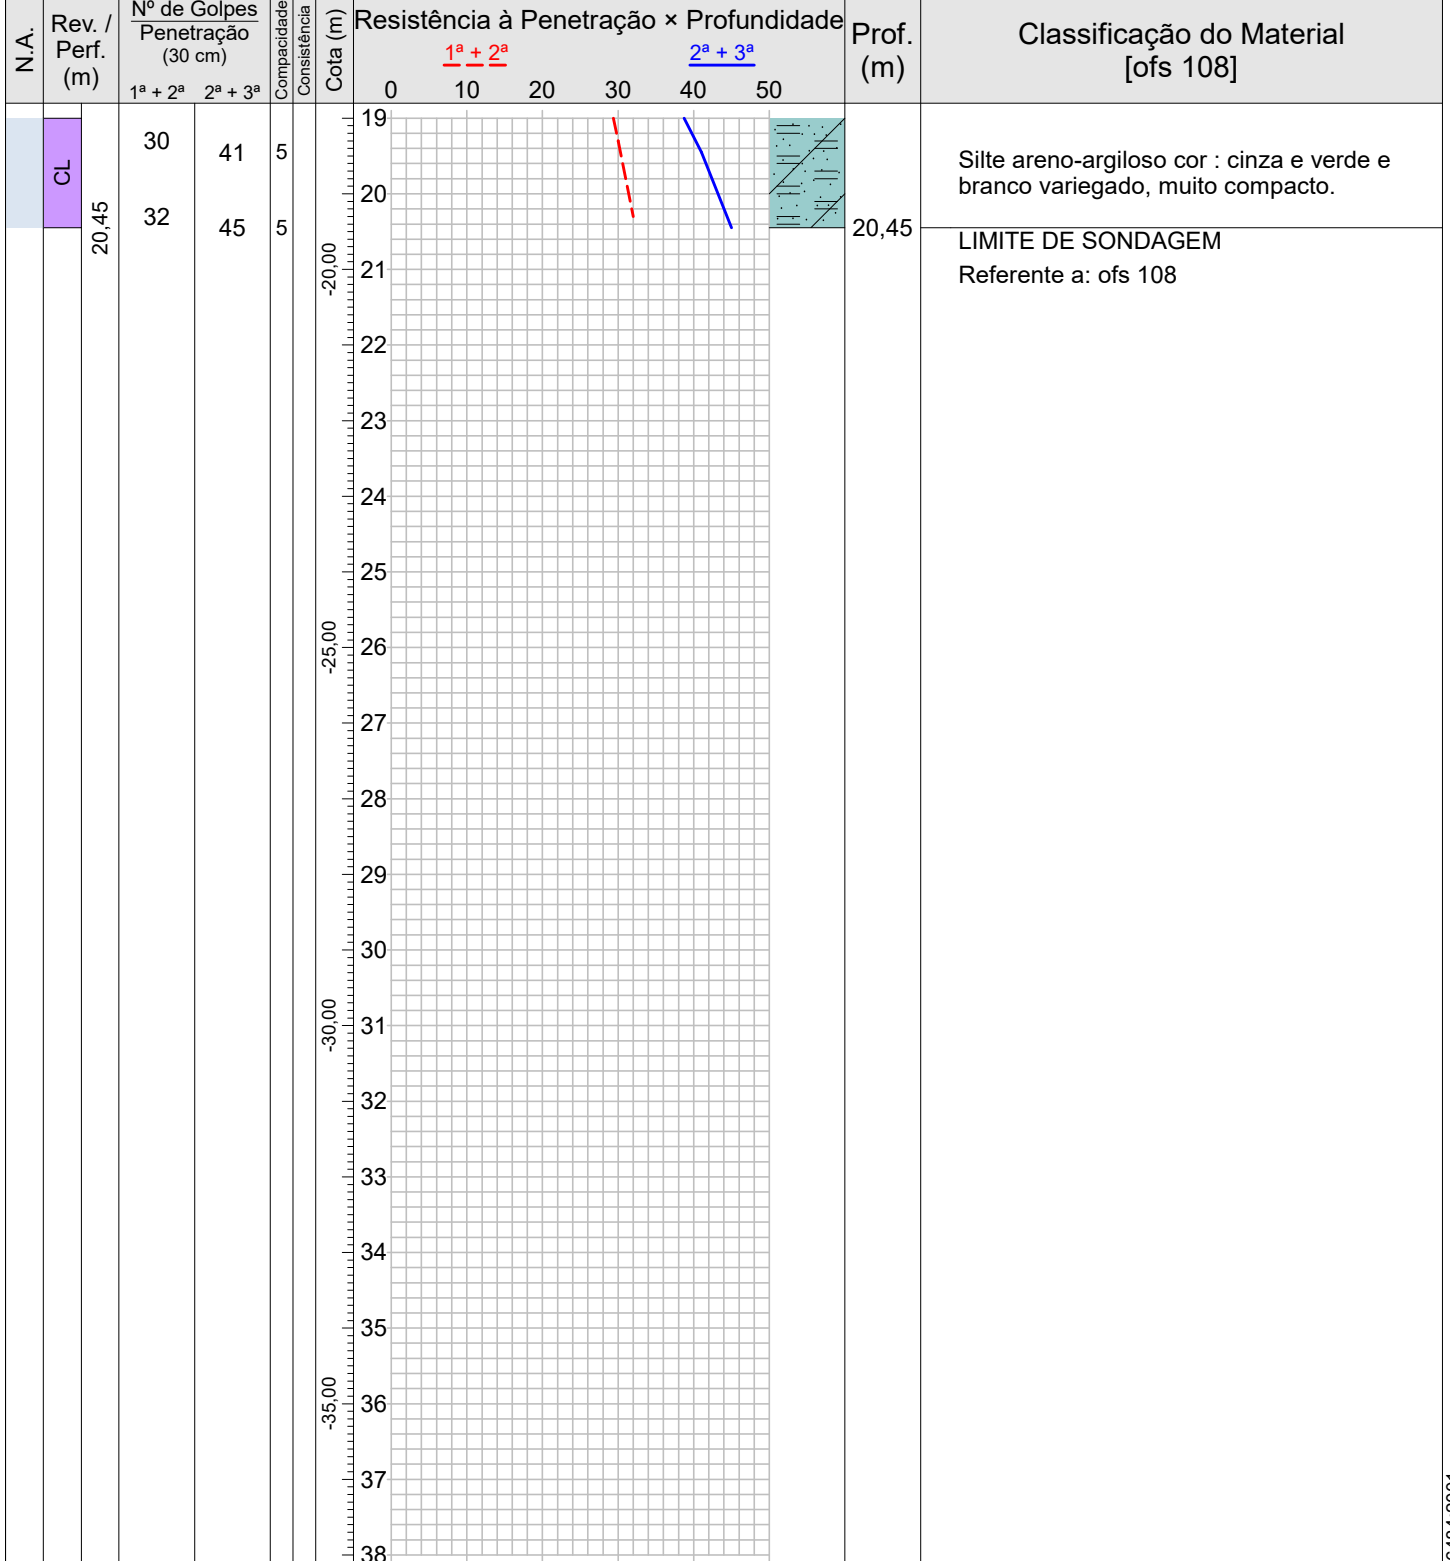 N.A.
Rev. /
Perf.
(m)
Nº de Golpes
Penetração
(30 cm)
1ª + 2ª 2ª + 3ª
Compacidade
Consistência
Cota (m)
Resistência à Penetração × Profundidade
1ª + 2ª 2ª + 3ª
0 10 20 30 40 50
Prof.
(m)
Classificação do Material
[ofs 108]
CL
20,45
30 41 5
32 45 5
-20,00
-25,00
-30,00
-35,00
19
20
21
22
23
24
25
26
27
28
29
30
31
32
33
34
35
36
37
38
20,45
Silte areno-argiloso cor : cinza e verde e
branco variegado, muito compacto.
LIMITE DE SONDAGEM
Referente a: ofs 108